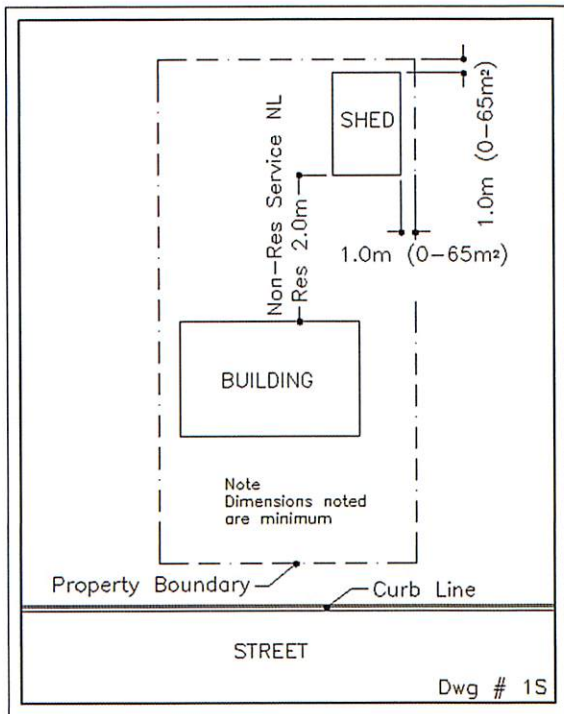 SHED
1.0m (0-65m²)
Non-Res Service NL
Res 2.0m
1.0m (0-65m²)
BUILDING
Note
Dimensions noted
are minimum
Property Boundary
Curb Line
STREET
Dwg # 1S